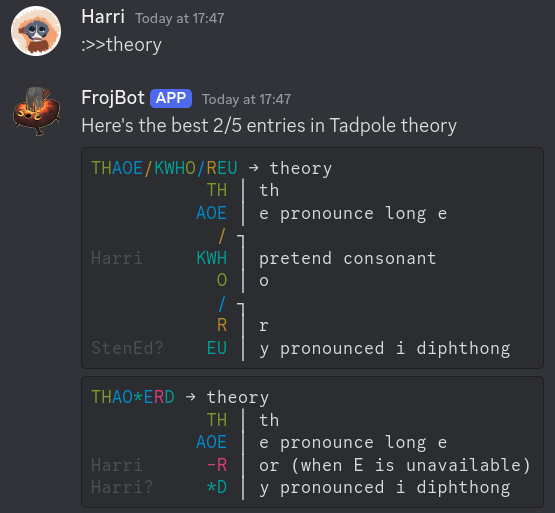 Harri Today at 17:47
:>>theory
FrojBot APP Today at 17:47
Here's the best 2/5 entries in Tadpole theory
THAOE/KWHO/REU → theory
TH │ th
AOE │ e pronounce long e
/ ┐
Harri KWH │ pretend consonant
O │ o
/ ┐
R │ r
StenEd? EU │ y pronounced i diphthong
THAO*ERD → theory
TH │ th
AOE │ e pronounce long e
Harri -R │ or (when E is unavailable)
Harri? *D │ y pronounced i diphthong